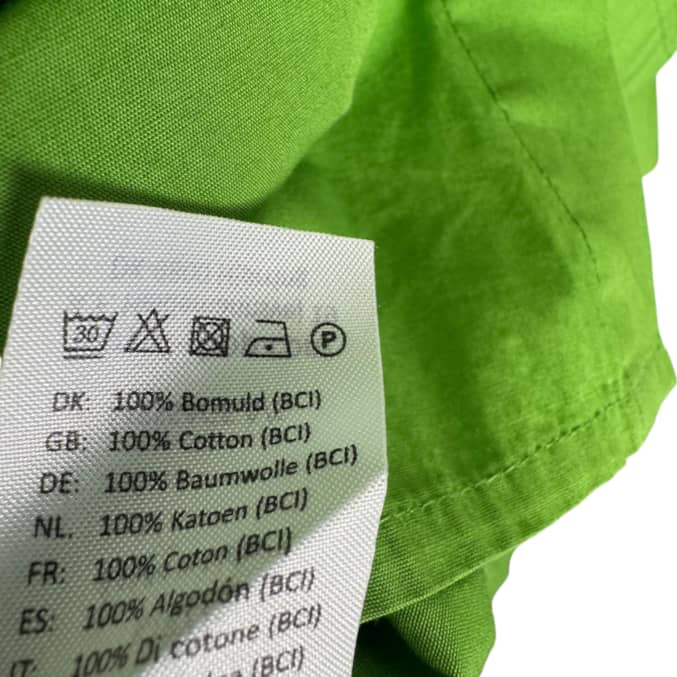 30
P
DK: 100% Bomuld (BCI)
GB: 100% Cotton (BCI)
DE: 100% Baumwolle (BCI)
NL. 100% Katoen (BCI)
FR: 100% Coton (BCI)
ES: 100% Algodón (BCI)
IT: 100% Di cotone (BCI)
(BCI)